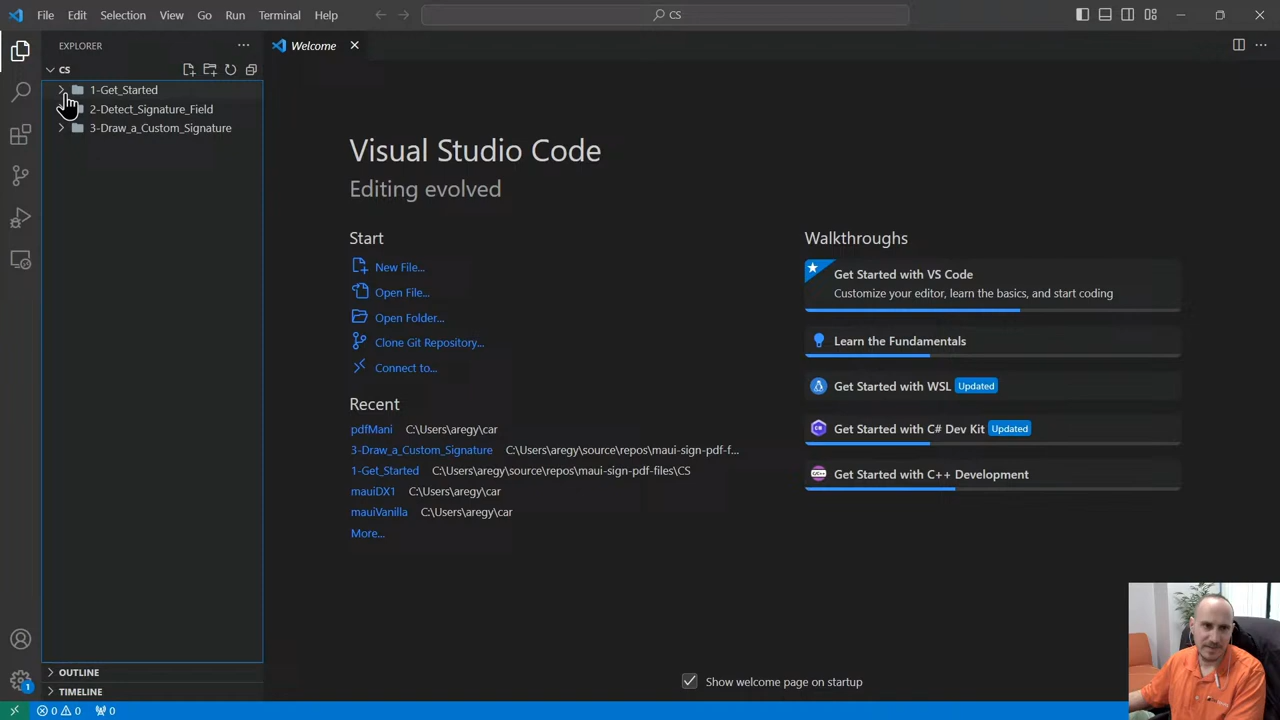 File Edit Selection View Go Run Terminal Help
CS
EXPLORER
Welcome
CS
1-Get_Started
2-Detect_Signature_Field
3-Draw_a_Custom_Signature
Visual Studio Code
Editing evolved
Start
New File...
Open File...
Open Folder...
Clone Git Repository...
Connect to...
Recent
pdfMani C:\Users\aregy\car
3-Draw_a_Custom_Signature C:\Users\aregy\source\repos\maui-sign-pdf-f...
1-Get_Started C:\Users\aregy\source\repos\maui-sign-pdf-files\CS
mauiDX1 C:\Users\aregy\car
mauiVanilla C:\Users\aregy\car
More...
Walkthroughs
Get Started with VS Code
Customize your editor, learn the basics, and start coding
Learn the Fundamentals
Get Started with WSL Updated
Get Started with C# Dev Kit Updated
Get Started with C++ Development
OUTLINE
TIMELINE
Show welcome page on startup
1
0 0 0